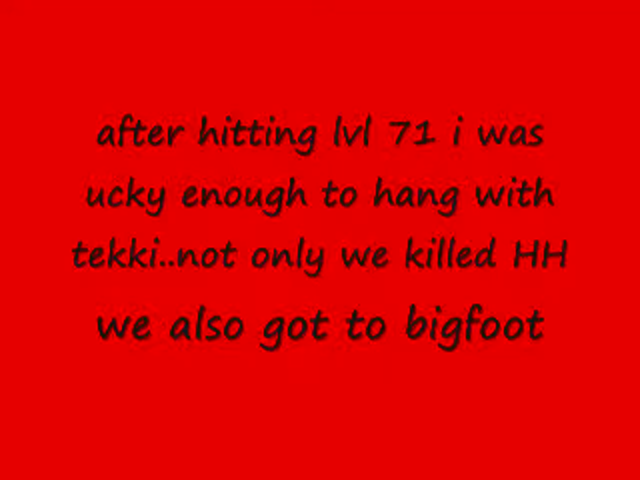 after hitting lvl 71 i was
ucky enough to hang with
tekki..not only we killed HH
we also got to bigfoot